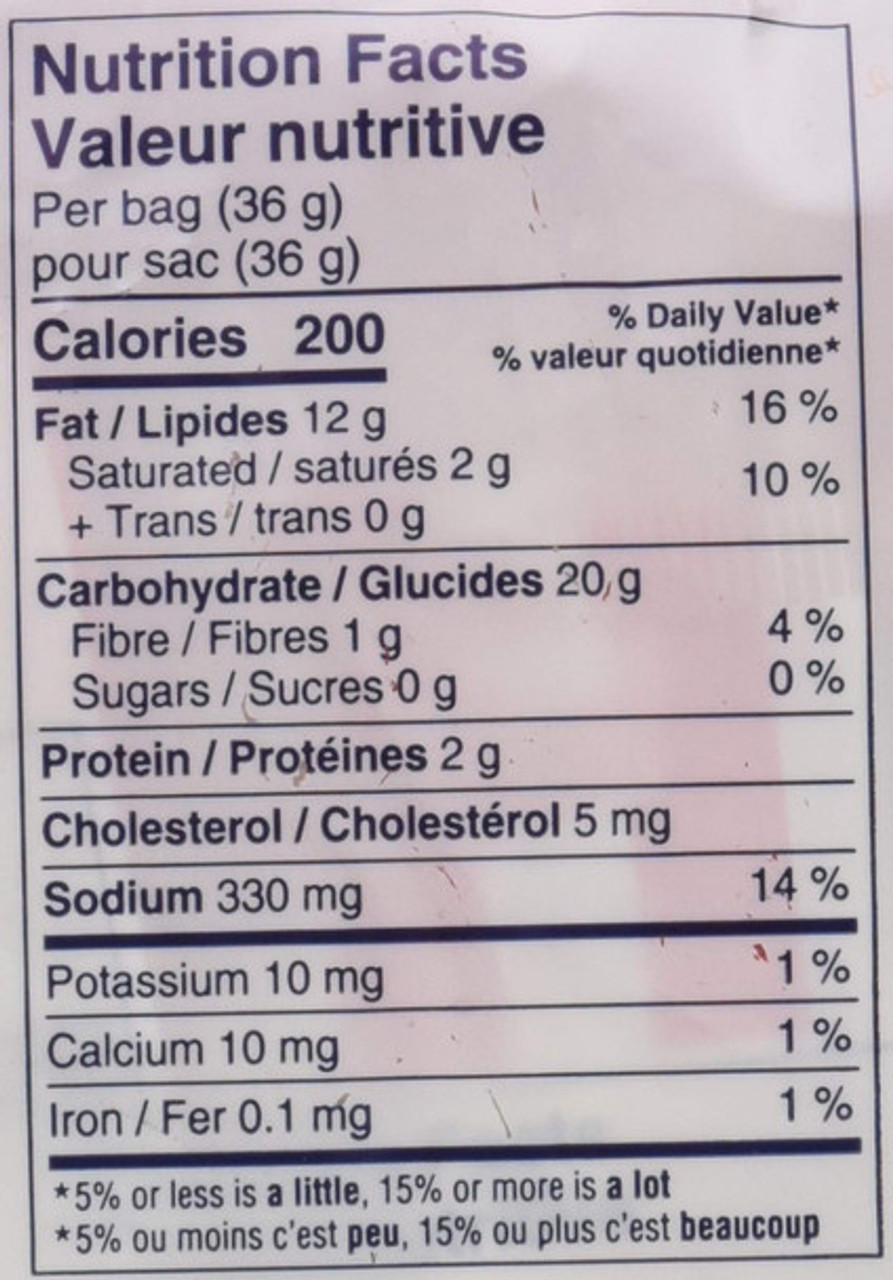 Nutrition Facts
Valeur nutritive
Per bag (36 g)
pour sac (36 g)
Calories 200
% Daily Value*
% valeur quotidienne*
Fat / Lipides 12 g 16 %
Saturated / saturés 2 g 10 %
+ Trans / trans 0 g
Carbohydrate / Glucides 20 g
Fibre / Fibres 1 g 4 %
Sugars / Sucres 0 g 0 %
Protein / Protéines 2 g
Cholesterol / Cholestérol 5 mg
Sodium 330 mg 14 %
Potassium 10 mg 1 %
Calcium 10 mg 1 %
Iron / Fer 0.1 mg 1 %
*5% or less is a little, 15% or more is a lot
*5% ou moins c'est peu, 15% ou plus c'est beaucoup